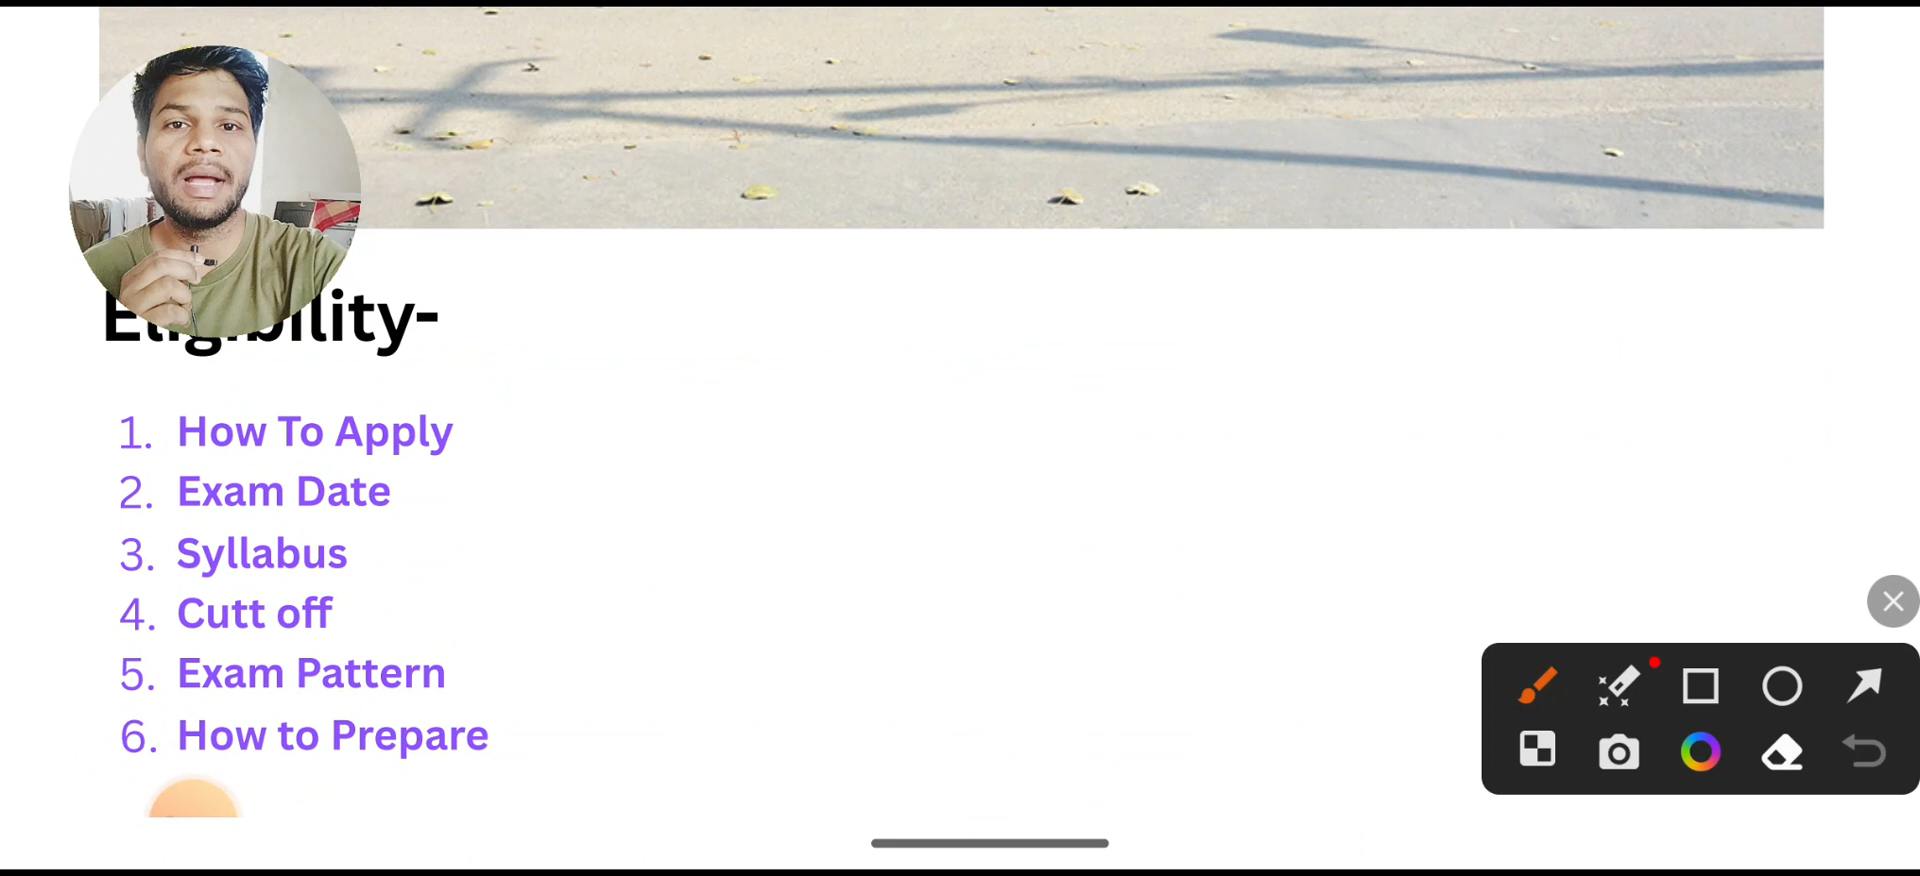 Eligibility-
1. How To Apply
2. Exam Date
3. Syllabus
4. Cutt off
5. Exam Pattern
6. How to Prepare